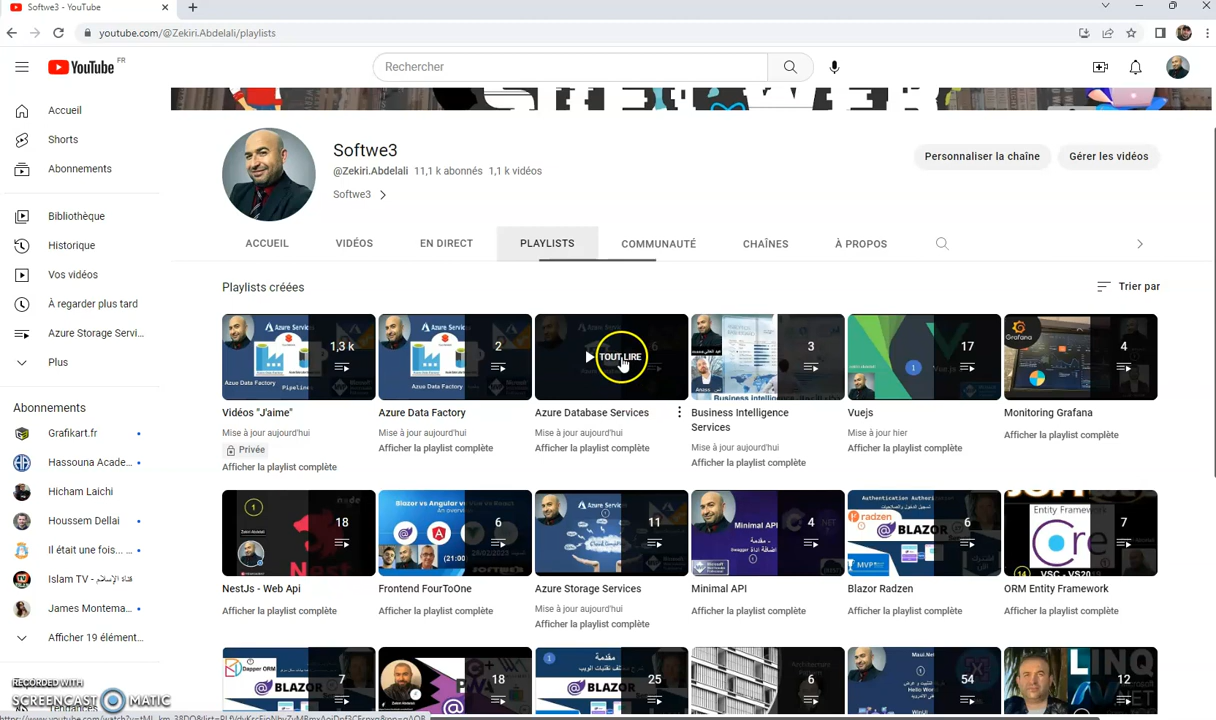 Softwe3 - YouTube
youtube.com/@Zekiri.Abdelali/playlists
YouTube FR
Rechercher
Accueil
Shorts
Abonnements
Bibliothèque
Historique
Vos vidéos
À regarder plus tard
Azure Storage Servi...
Plus
Abonnements
Grafikart.fr
Hassouna Acade...
Hicham Laichi
Houssem Dellai
Il était une fois... ...
Islam TV - قناة الإسلام
James Montema...
Afficher 19 élément...
Tendances
RECORDED WITH
SCREENCAST MATIC
Softwe3
@Zekiri.Abdelali 11,1 k abonnés 1,1 k vidéos
Softwe3
Personnaliser la chaîne
Gérer les vidéos
ACCUEIL VIDÉOS EN DIRECT PLAYLISTS COMMUNAUTÉ CHAÎNES À PROPOS
Playlists créées
Trier par
1,3 k
2
TOUT LIRE
6
3
17
4
Vidéos "J'aime"
Mise à jour aujourd'hui
Privée
Afficher la playlist complète
Azure Data Factory
Mise à jour aujourd'hui
Afficher la playlist complète
Azure Database Services
Mise à jour aujourd'hui
Afficher la playlist complète
Business Intelligence
Services
Mise à jour aujourd'hui
Afficher la playlist complète
Vuejs
Mise à jour hier
Afficher la playlist complète
Monitoring Grafana
Afficher la playlist complète
18
6
11
4
6
7
NestJs - Web Api
Afficher la playlist complète
Frontend FourToOne
Afficher la playlist complète
Azure Storage Services
Mise à jour aujourd'hui
Afficher la playlist complète
Minimal API
Afficher la playlist complète
Blazor Radzen
Afficher la playlist complète
ORM Entity Framework
Afficher la playlist complète
Dapper ORM
BLAZOR
7
18
مقدمة
25
6
54
LINQ
12